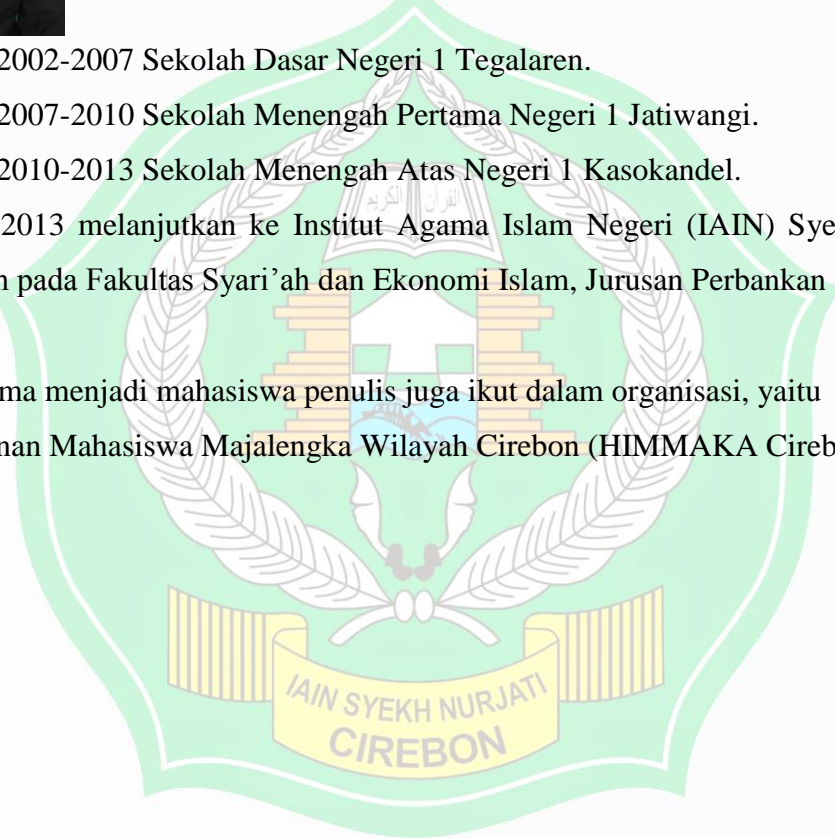 2002-2007 Sekolah Dasar Negeri 1 Tegalaren.
2007-2010 Sekolah Menengah Pertama Negeri 1 Jatiwangi.
2010-2013 Sekolah Menengah Atas Negeri 1 Kasokandel.
2013 melanjutkan ke Institut Agama Islam Negeri (IAIN) Sye
pada Fakultas Syari’ah dan Ekonomi Islam, Jurusan Perbankan
ma menjadi mahasiswa penulis juga ikut dalam organisasi, yaitu
nan Mahasiswa Majalengka Wilayah Cirebon (HIMMAKA Cireb
القرآن الكريم
IAIN SYEKH NURJATI
CIREBON